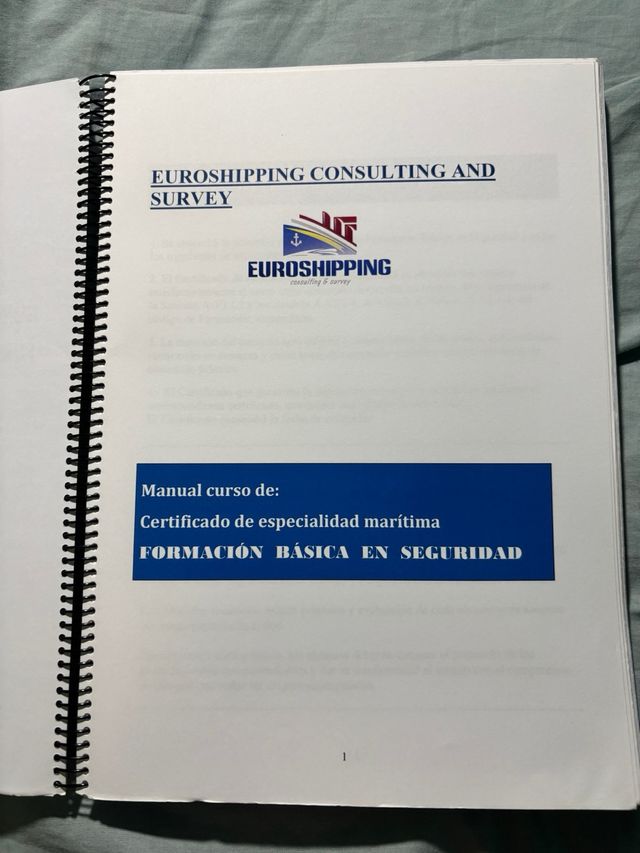 EUROSHIPPING CONSULTING AND
SURVEY
EUROSHIPPING
consulting & survey
Manual curso de:
Certificado de especialidad marítima
FORMACIÓN BÁSICA EN SEGURIDAD
1